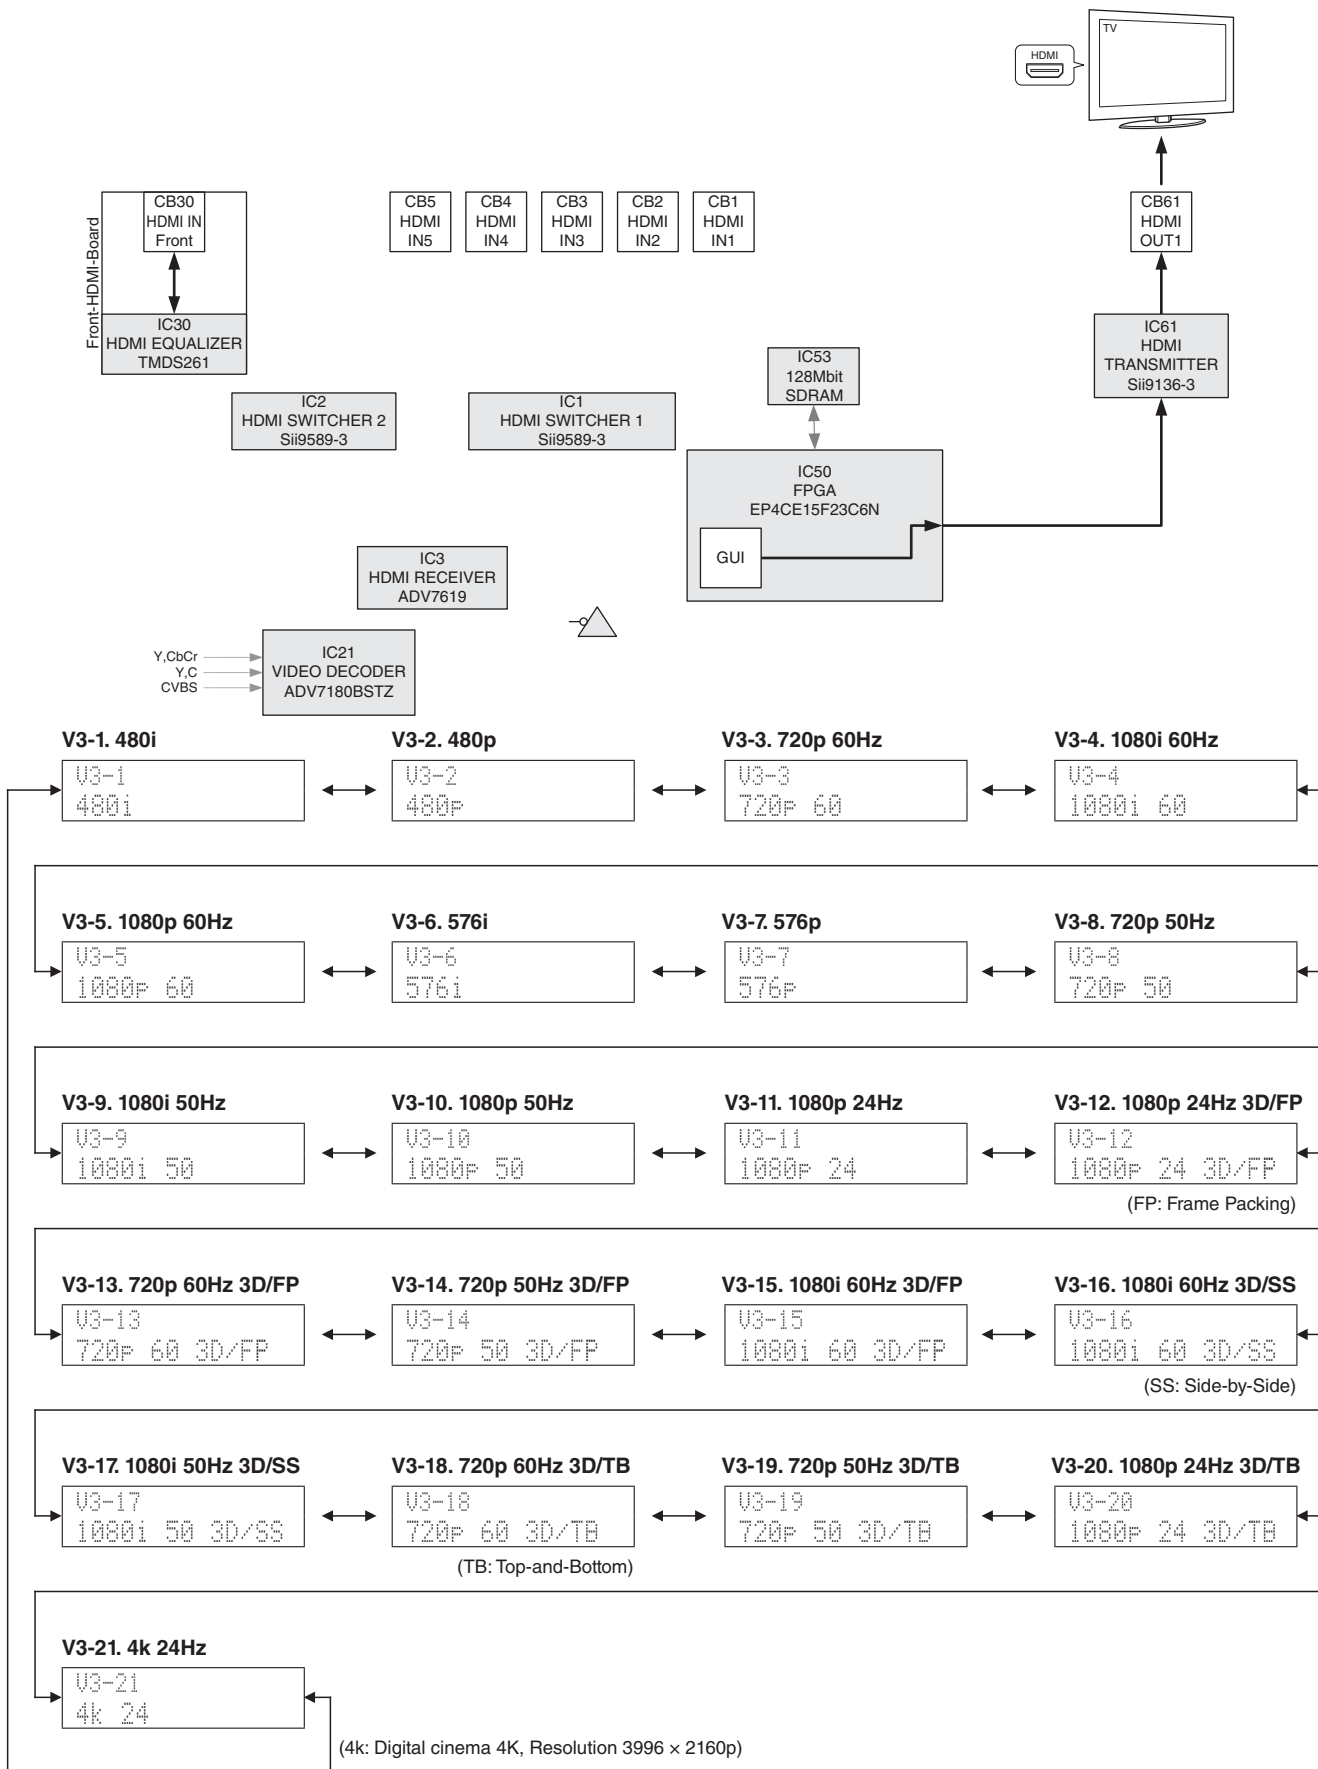 TV
HDMI
Front-HDMI-Board
CB30
HDMI IN
Front
CB5
HDMI
IN5
CB4
HDMI
IN4
CB3
HDMI
IN3
CB2
HDMI
IN2
CB1
HDMI
IN1
CB61
HDMI
OUT1
IC30
HDMI EQUALIZER
TMDS261
IC61
HDMI
TRANSMITTER
Sii9136-3
IC53
128Mbit
SDRAM
IC2
HDMI SWITCHER 2
Sii9589-3
IC1
HDMI SWITCHER 1
Sii9589-3
IC50
FPGA
EP4CE15F23C6N
GUI
IC3
HDMI RECEIVER
ADV7619
Y,CbCr
Y,C
CVBS
IC21
VIDEO DECODER
ADV7180BSTZ
V3-1. 480i
V3-1
480i
V3-2. 480p
V3-2
480p
V3-3. 720p 60Hz
V3-3
720p 60
V3-4. 1080i 60Hz
V3-4
1080i 60
V3-5. 1080p 60Hz
V3-5
1080p 60
V3-6. 576i
V3-6
576i
V3-7. 576p
V3-7
576p
V3-8. 720p 50Hz
V3-8
720p 50
V3-9. 1080i 50Hz
V3-9
1080i 50
V3-10. 1080p 50Hz
V3-10
1080p 50
V3-11. 1080p 24Hz
V3-11
1080p 24
V3-12. 1080p 24Hz 3D/FP
V3-12
1080p 24 3D/FP
(FP: Frame Packing)
V3-13. 720p 60Hz 3D/FP
V3-13
720p 60 3D/FP
V3-14. 720p 50Hz 3D/FP
V3-14
720p 50 3D/FP
V3-15. 1080i 60Hz 3D/FP
V3-15
1080i 60 3D/FP
V3-16. 1080i 60Hz 3D/SS
V3-16
1080i 60 3D/SS
(SS: Side-by-Side)
V3-17. 1080i 50Hz 3D/SS
V3-17
1080i 50 3D/SS
V3-18. 720p 60Hz 3D/TB
V3-18
720p 60 3D/TB
(TB: Top-and-Bottom)
V3-19. 720p 50Hz 3D/TB
V3-19
720p 50 3D/TB
V3-20. 1080p 24Hz 3D/TB
V3-20
1080p 24 3D/TB
V3-21. 4k 24Hz
V3-21
4k 24
(4k: Digital cinema 4K, Resolution 3996 × 2160p)